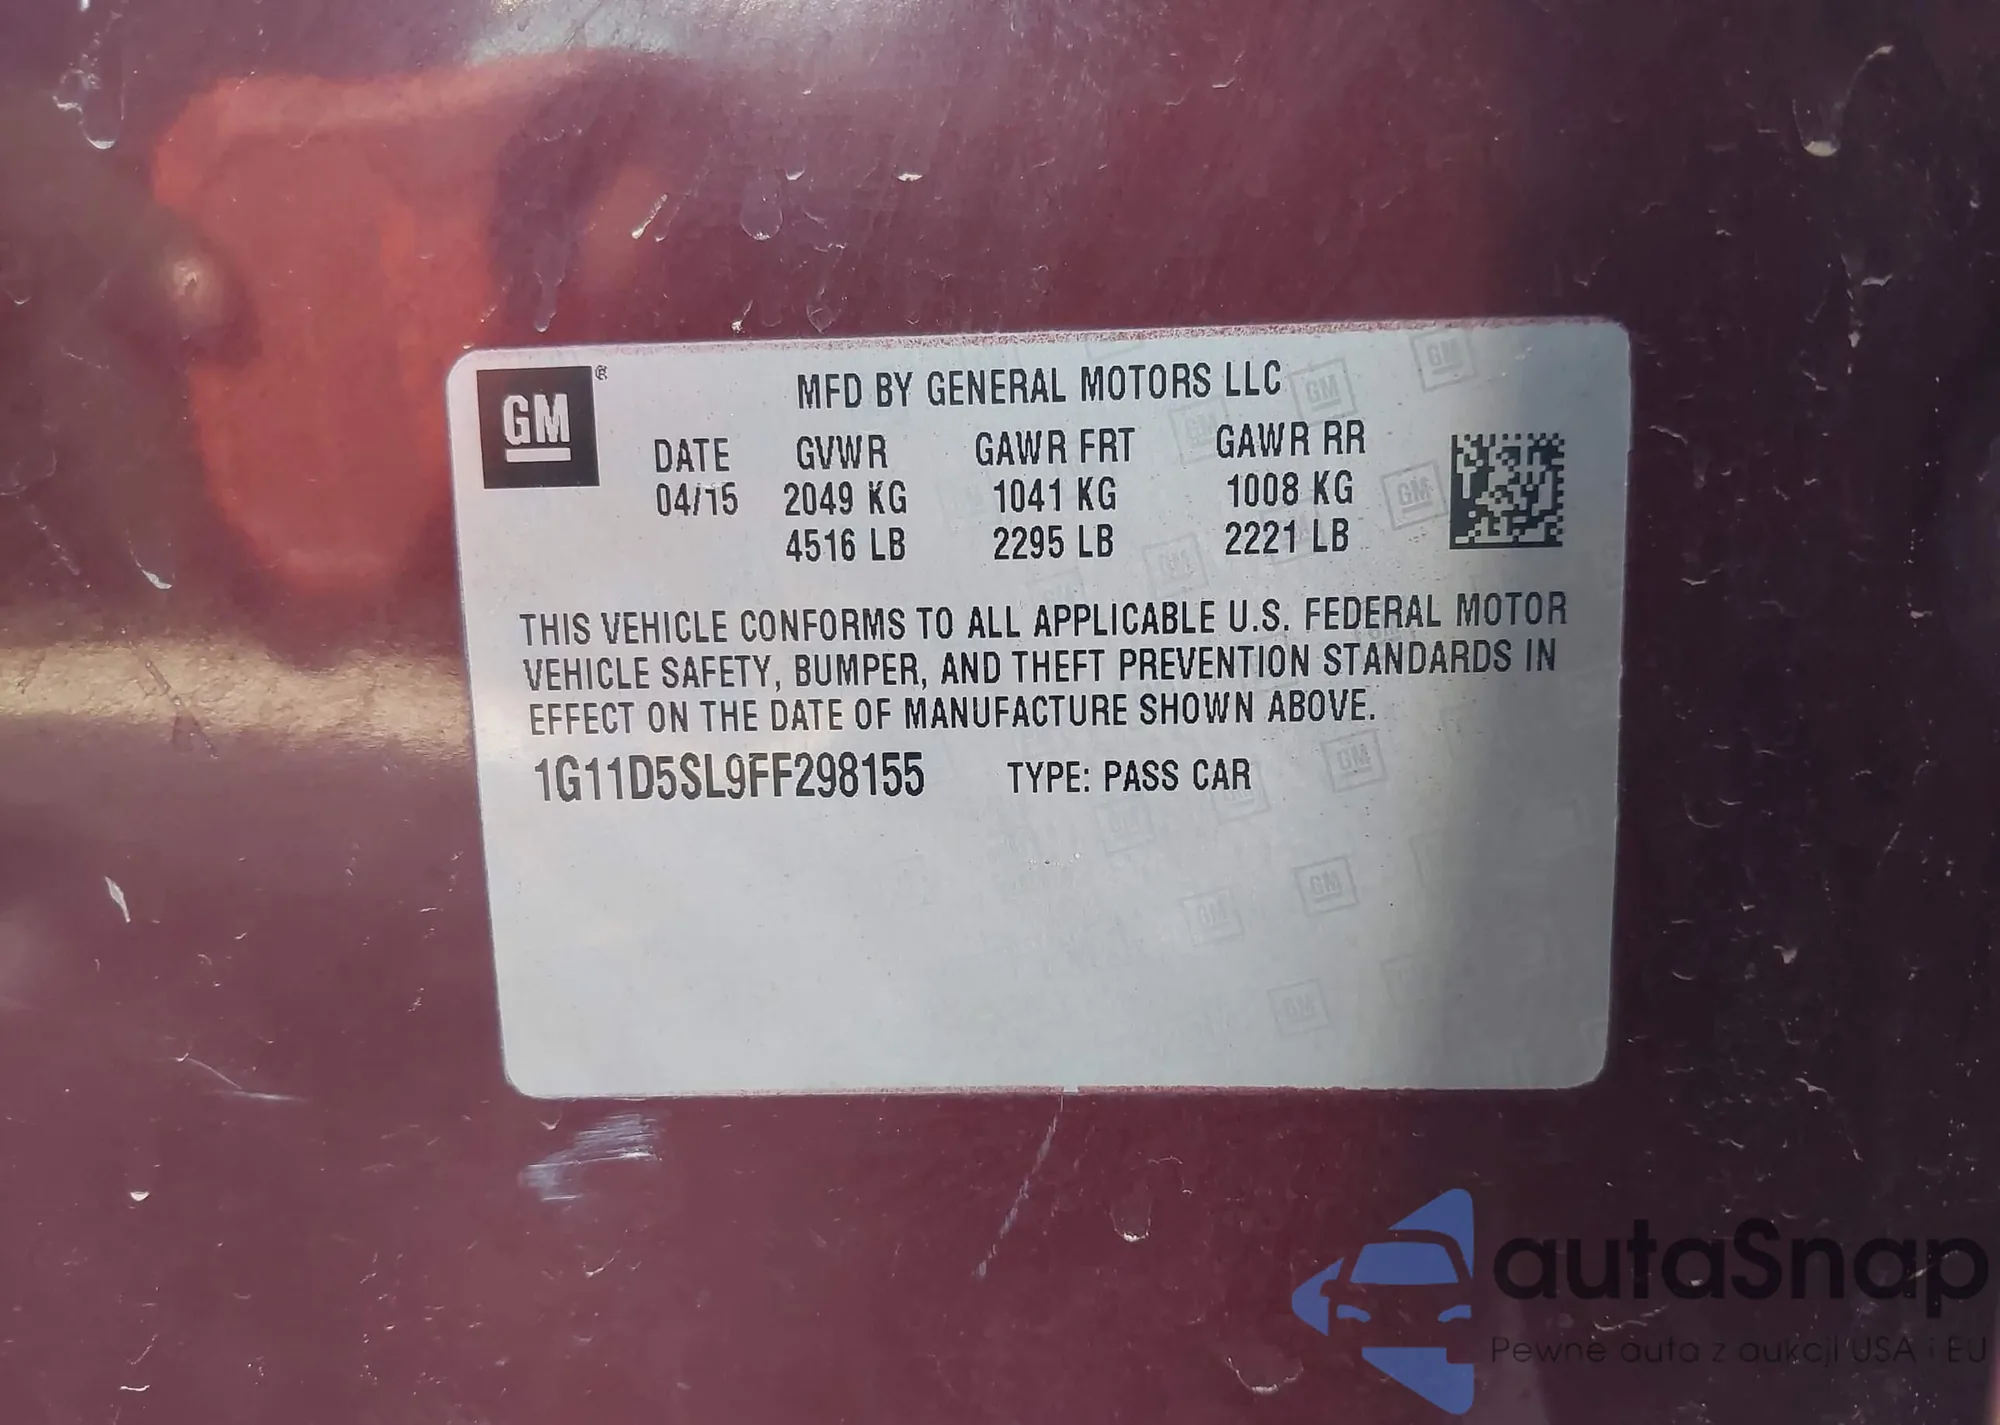 GM ®
MFD BY GENERAL MOTORS LLC
DATE GVWR GAWR FRT GAWR RR
04/15 2049 KG 1041 KG 1008 KG
4516 LB 2295 LB 2221 LB
THIS VEHICLE CONFORMS TO ALL APPLICABLE U.S. FEDERAL MOTOR
VEHICLE SAFETY, BUMPER, AND THEFT PREVENTION STANDARDS IN
EFFECT ON THE DATE OF MANUFACTURE SHOWN ABOVE.
1G11D5SL9FF298155 TYPE: PASS CAR
autaSnap
Pewne auta z aukcji USA i EU